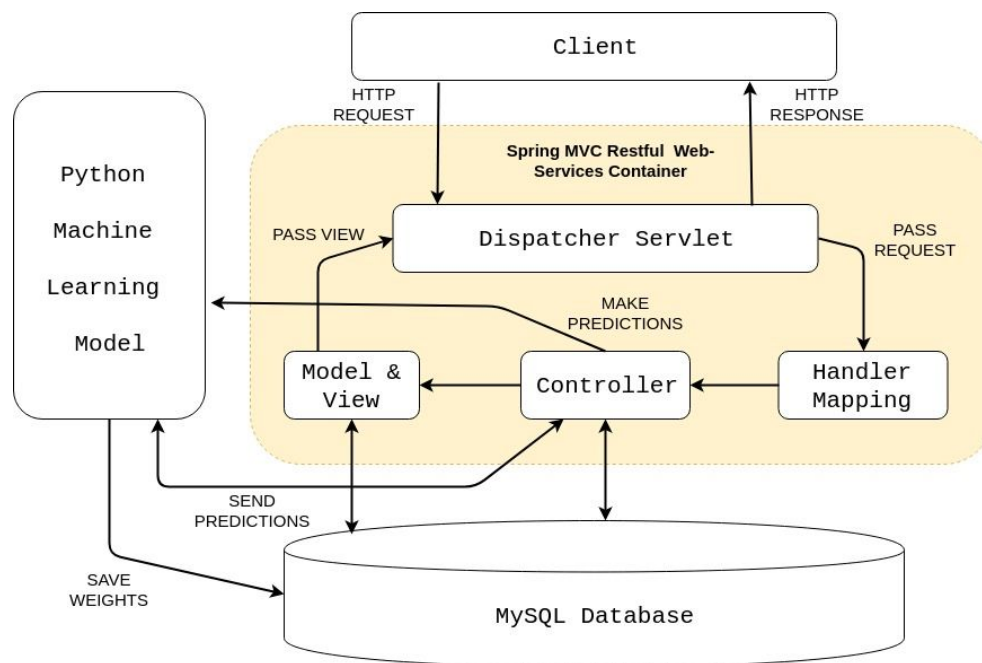 Client
HTTP
REQUEST
HTTP
RESPONSE
Spring MVC Restful Web-
Services Container
Python
Machine
Learning
Model
PASS VIEW
Dispatcher Servlet
PASS
REQUEST
MAKE
PREDICTIONS
Model &
View
Controller
Handler
Mapping
SEND
PREDICTIONS
SAVE
WEIGHTS
MySQL Database